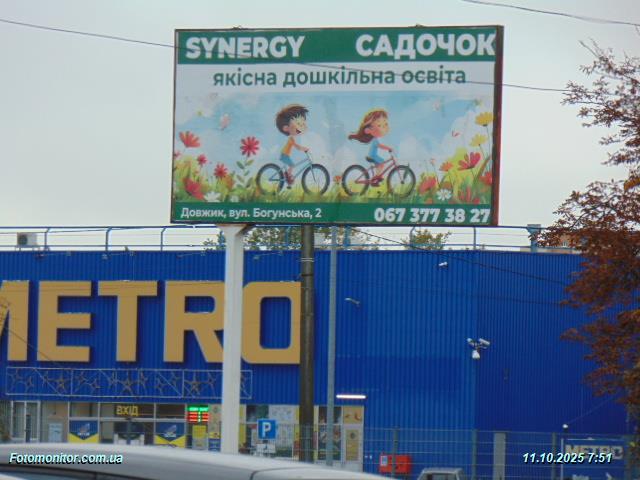 SYNERGY САДОЧОК
якісна дошкільна освіта
Довжик, вул. Богунська, 2 067 377 38 27
METRO
ВХІД
P
METRO
Fotomonitor.com.ua 11.10.2025 7:51